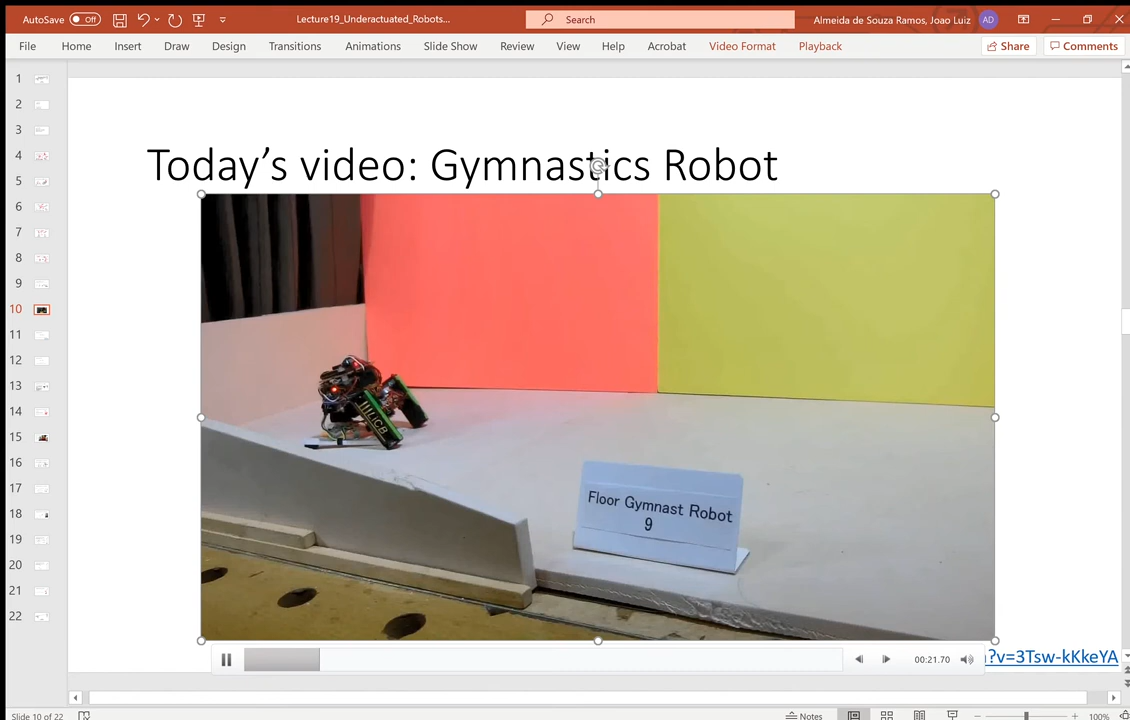 AutoSave
Off
Lecture19_Underactuated_Robots...
Search
Almeida de Souza Ramos, Joao Luiz
AD
File
Home
Insert
Draw
Design
Transitions
Animations
Slide Show
Review
View
Help
Acrobat
Video Format
Playback
Share
Comments
1
2
3
4
5
6
7
8
9
10
11
12
13
14
15
16
17
18
19
20
21
22
Today's video: Gymnastics Robot
Floor Gymnast Robot
9
00:21.70
?v=3Tsw-kKkeYA
Slide 10 of 22
Notes
100%